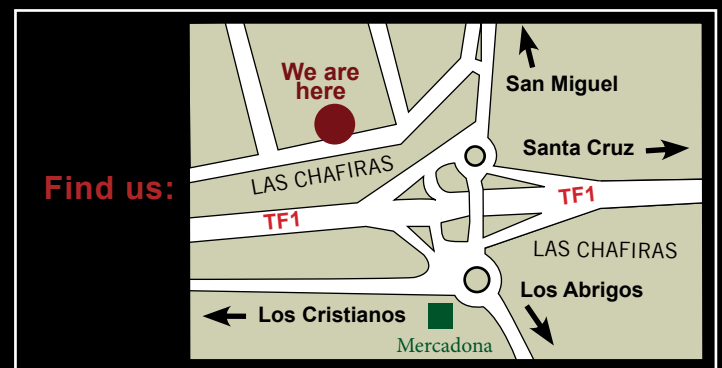 Find us:
We are
here
San Miguel
Santa Cruz
LAS CHAFIRAS
TF1
TF1
LAS CHAFIRAS
Los Abrigos
Los Cristianos
Mercadona